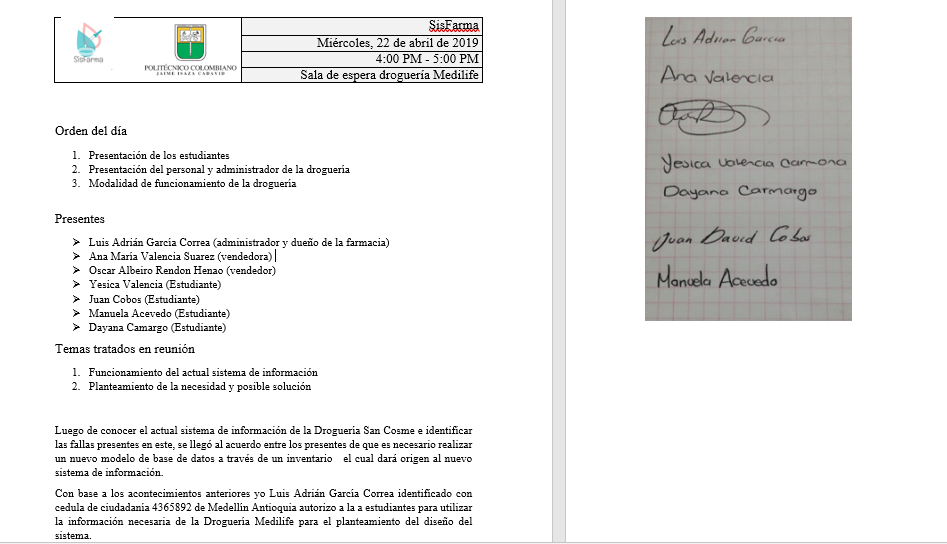 SisFarma
SisFarma
POLITÉCNICO COLOMBIANO
JAIME ISAZA CADAVID
Miércoles, 22 de abril de 2019
4:00 PM - 5:00 PM
Sala de espera droguería Medilife
Orden del día
1. Presentación de los estudiantes
2. Presentación del personal y administrador de la droguería
3. Modalidad de funcionamiento de la droguería
Presentes
➢ Luis Adrián García Correa (administrador y dueño de la farmacia)
➢ Ana María Valencia Suarez (vendedora)
➢ Oscar Albeiro Rendon Henao (vendedor)
➢ Yesica Valencia (Estudiante)
➢ Juan Cobos (Estudiante)
➢ Manuela Acevedo (Estudiante)
➢ Dayana Camargo (Estudiante)
Temas tratados en reunión
1. Funcionamiento del actual sistema de información
2. Planteamiento de la necesidad y posible solución
Luego de conocer el actual sistema de información de la Droguería San Cosme e identificar
las fallas presentes en este, se llegó al acuerdo entre los presentes de que es necesario realizar
un nuevo modelo de base de datos a través de un inventario el cual dará origen al nuevo
sistema de información.
Con base a los acontecimientos anteriores yo Luis Adrián García Correa identificado con
cedula de ciudadanía 4365892 de Medellín Antioquia autorizo a la a estudiantes para utilizar
la información necesaria de la Droguería Medilife para el planteamiento del diseño del
sistema.
Luis Adrian Garcia
Ana Valencia
Yesica Valencia Carmona
Dayana Carmargo
Juan David Cobos
Manuela Acevedo